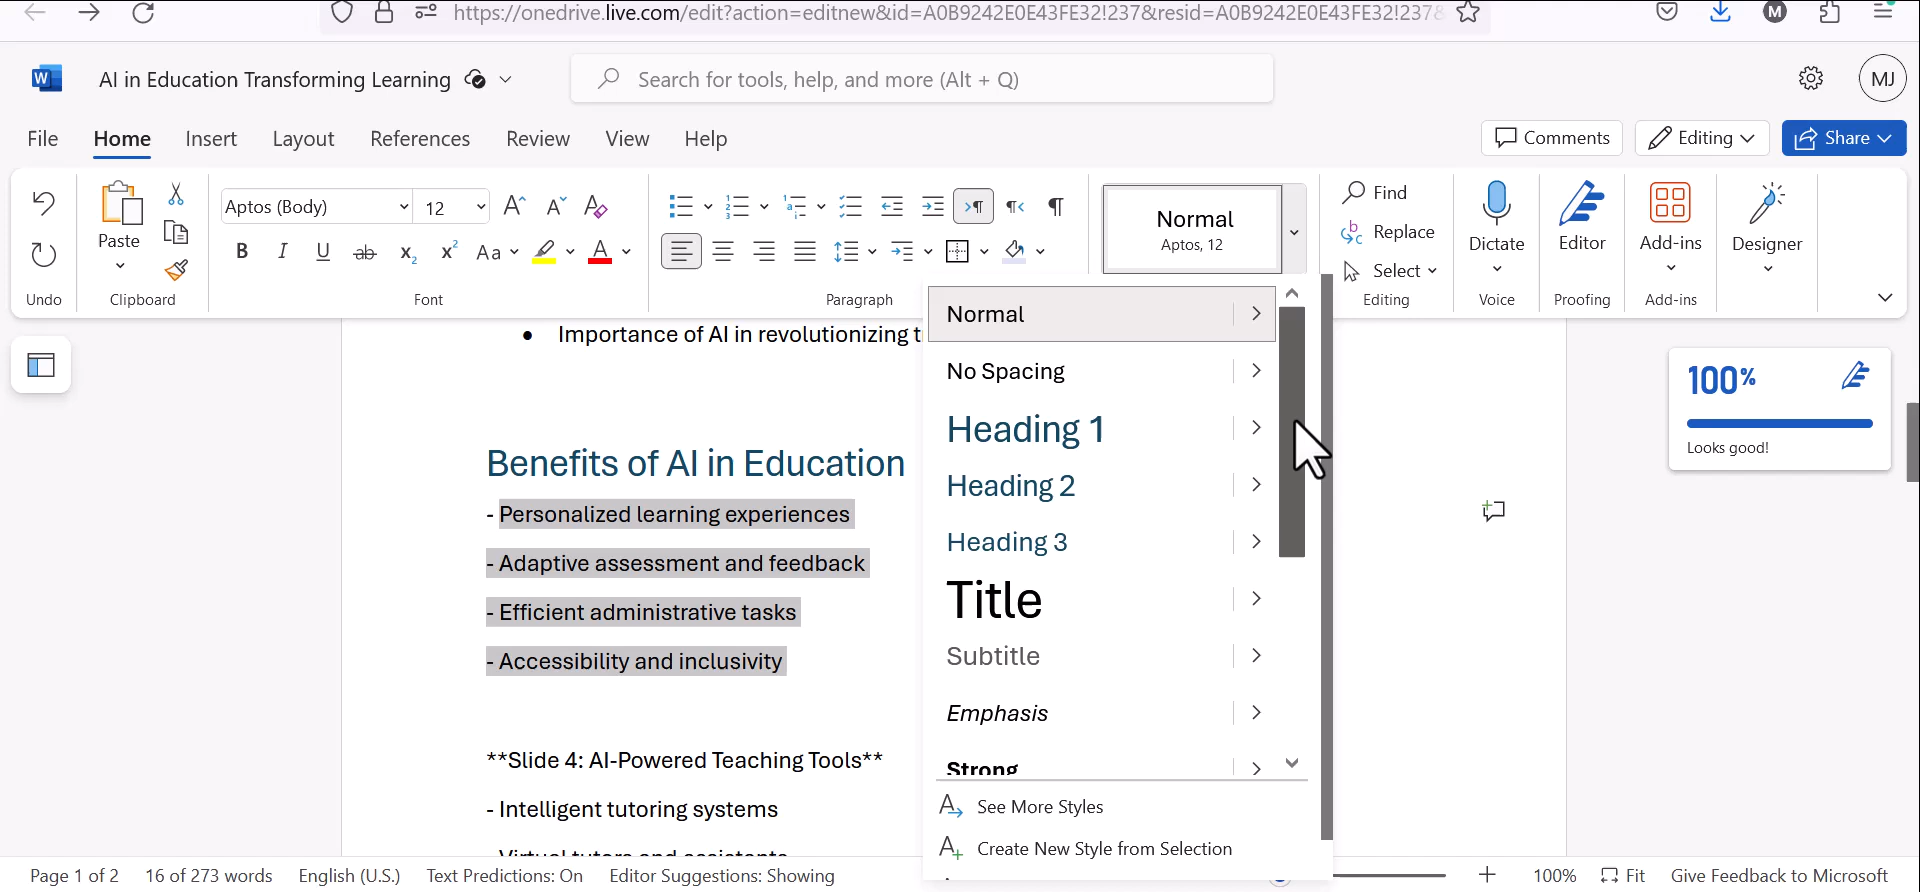 https://onedrive.live.com/edit?action=editnew&id=A0B9242E0E43FE32!237&resid=A0B9242E0E43FE32!237&
M
W
AI in Education Transforming Learning
Search for tools, help, and more (Alt + Q)
MJ
File Home Insert Layout References Review View Help
Comments Editing Share
Paste
Aptos (Body) 12
Normal
Aptos, 12
Find
Replace
Select
Dictate
Editor
Add-ins
Designer
Undo Clipboard Font Paragraph Editing Voice Proofing Add-ins
• Importance of AI in revolutionizing
Benefits of AI in Education
- Personalized learning experiences
- Adaptive assessment and feedback
- Efficient administrative tasks
- Accessibility and inclusivity
**Slide 4: AI-Powered Teaching Tools**
- Intelligent tutoring systems
Normal
No Spacing
Heading 1
Heading 2
Heading 3
Title
Subtitle
Emphasis
Strong
See More Styles
Create New Style from Selection
100%
Looks good!
Page 1 of 2 16 of 273 words English (U.S.) Text Predictions: On Editor Suggestions: Showing
100% Fit Give Feedback to Microsoft